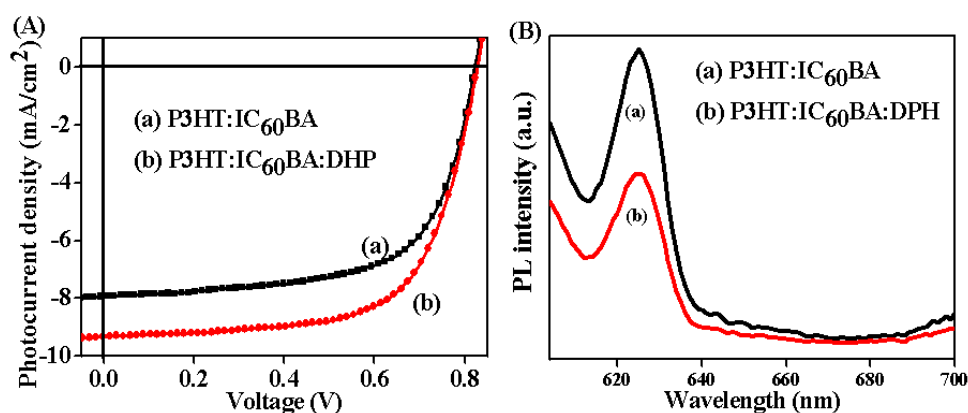 (A)
Photocurrent density (mA/cm²)
0
-2
-4
-6
-8
-10
(a) P3HT:IC₆₀BA
(b) P3HT:IC₆₀BA:DHP
(a)
(b)
0.0 0.2 0.4 0.6 0.8
Voltage (V)
(B)
PL intensity (a.u.)
(a) P3HT:IC₆₀BA
(b) P3HT:IC₆₀BA:DPH
(a)
(b)
620 640 660 680 700
Wavelength (nm)